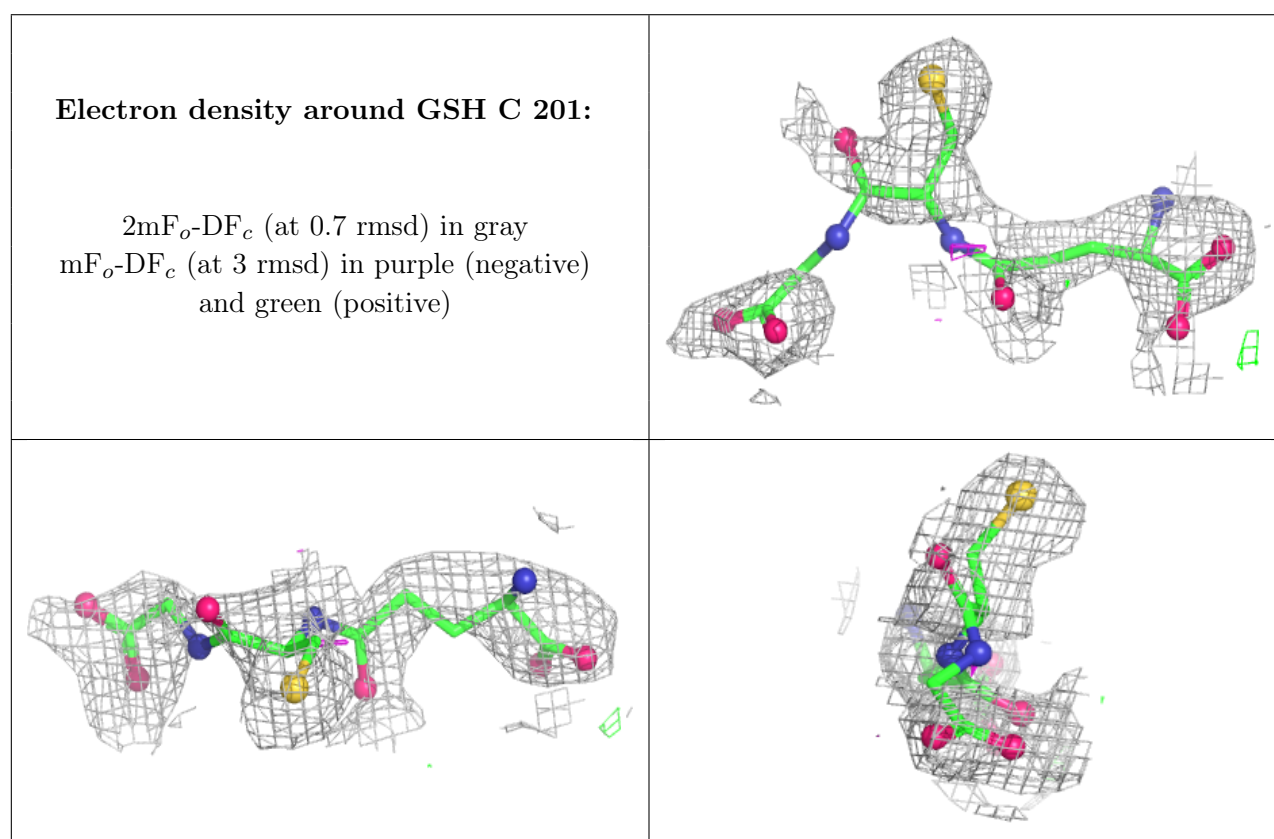 Electron density around GSH C 201:
2mFo-DFc (at 0.7 rmsd) in gray
mFo-DFc (at 3 rmsd) in purple (negative)
and green (positive)